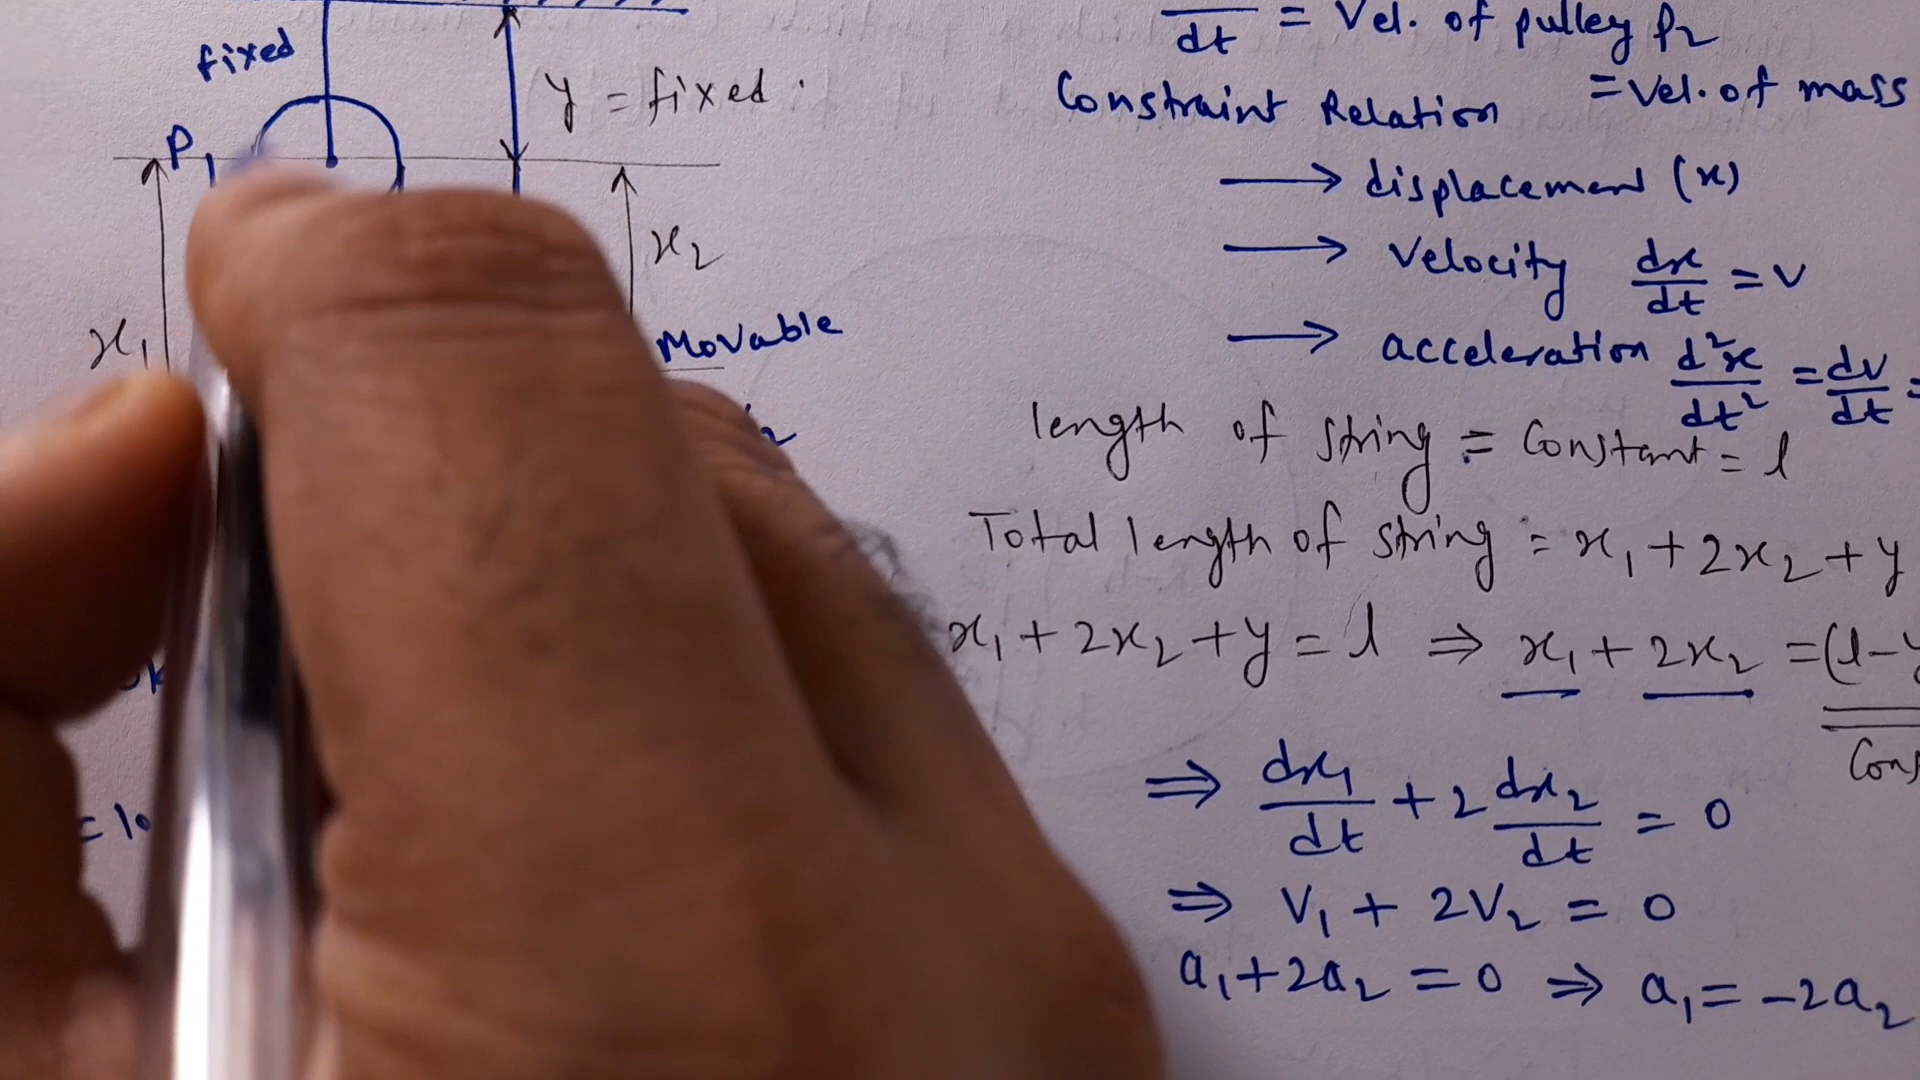 fixed
y = fixed.
P1
x2
x1
Movable
dt = Vel. of pulley P2
= Vel. of mass
Constraint Relation
→ displacement (x)
→ Velocity dx/dt = v
→ acceleration d²x/dt² = dv/dt =
length of string = Constant = l
Total length of string = x1 + 2x2 + y
x1 + 2x2 + y = l ⇒ x1 + 2x2 = (l-y
Cons
⇒ dx1/dt + 2 dx2/dt = 0
⇒ V1 + 2V2 = 0
a1 + 2a2 = 0 ⇒ a1 = -2a2